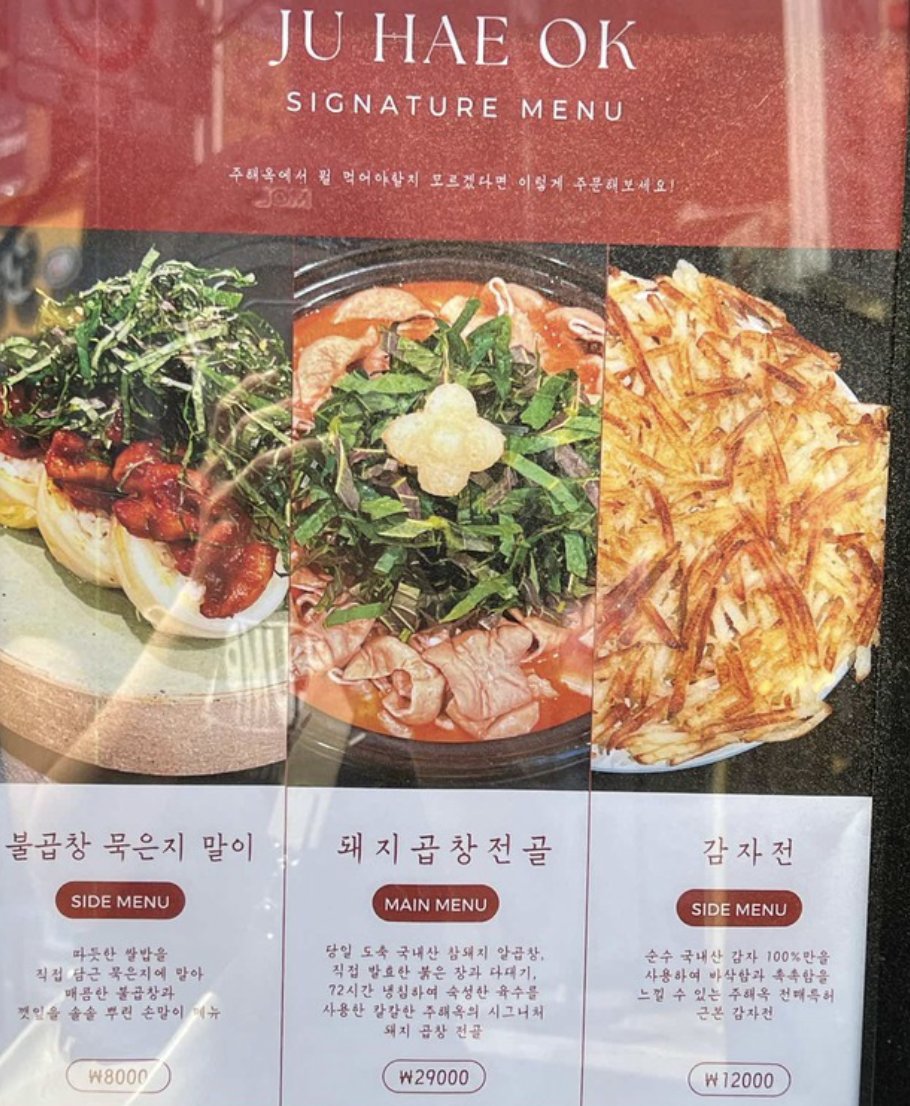 JU HAE OK
SIGNATURE MENU
주해옥에서 뭘 먹어야할지 모르겠다면 이렇게 주문해보세요!
불곱창 묵은지 말이
SIDE MENU
따듯한 쌀밥을
직접 담근 묵은지에 말아
매콤한 불곱창과
깻잎을 솔솔 뿌린 손말이 메뉴
₩8000
돼지곱창전골
MAIN MENU
당일 도축 국내산 참돼지 알곱창,
직접 발효한 붉은 장과 다대기,
72시간 냉침하여 숙성한 육수를
사용한 칼칼한 주해옥의 시그니처
돼지 곱창 전골
₩29000
감자전
SIDE MENU
순수 국내산 감자 100%만을
사용하여 바삭함과 촉촉함을
느낄 수 있는 주해옥 전매특허
근본 감자전
₩12000